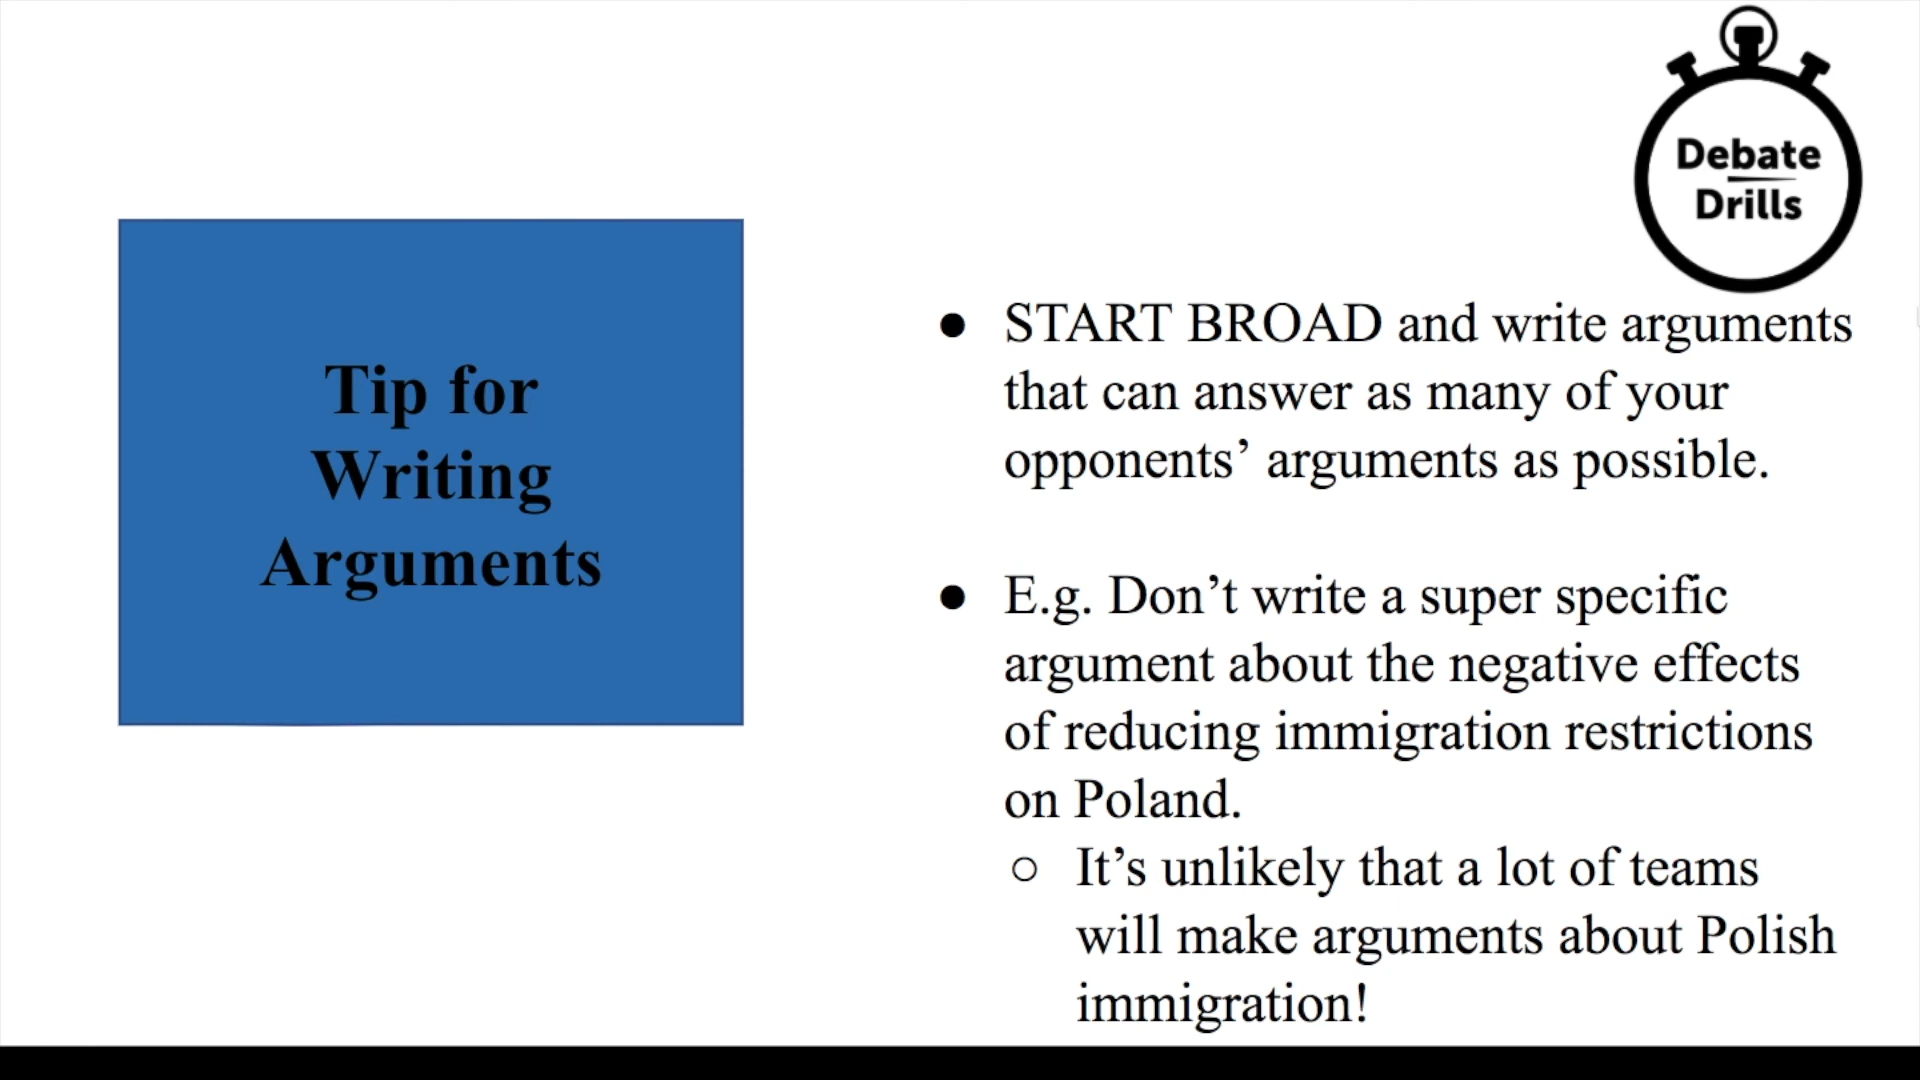 Debate
Drills
Tip for
Writing
Arguments
● START BROAD and write arguments
that can answer as many of your
opponents’ arguments as possible.
● E.g. Don’t write a super specific
argument about the negative effects
of reducing immigration restrictions
on Poland.
○ It’s unlikely that a lot of teams
will make arguments about Polish
immigration!